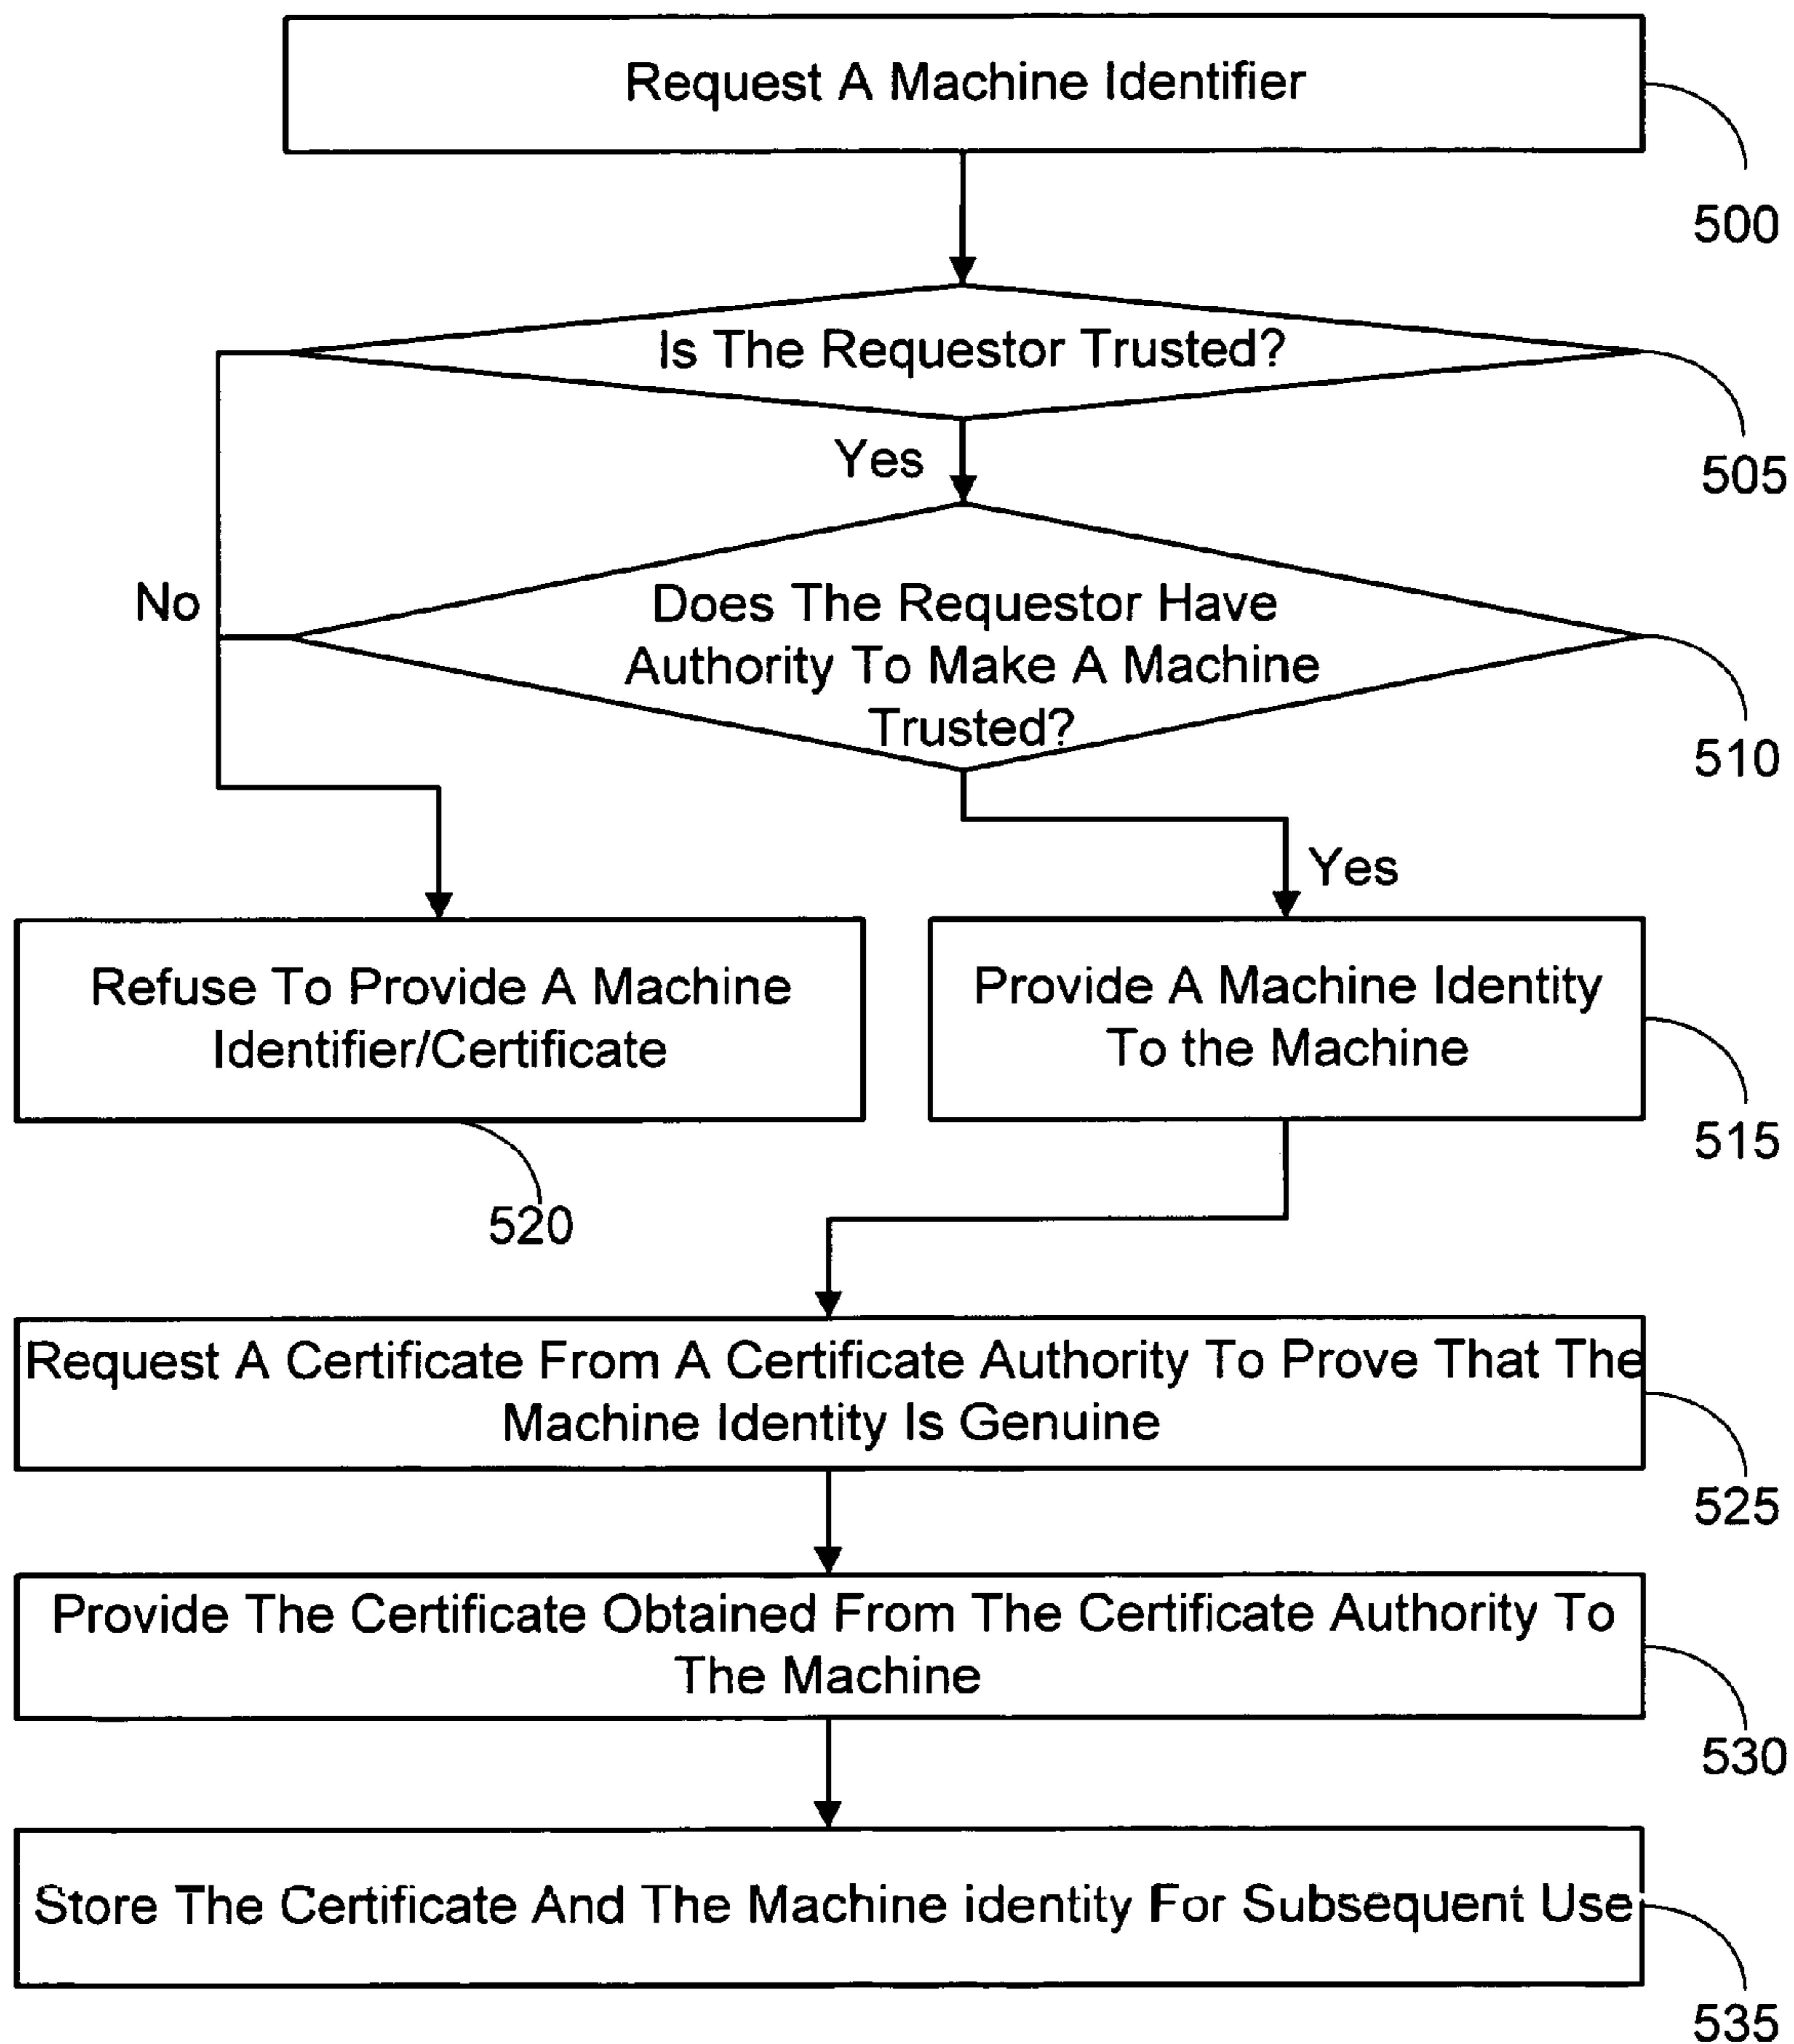 Request A Machine Identifier
500
Is The Requestor Trusted?
505
Yes
No
Does The Requestor Have
Authority To Make A Machine
Trusted?
510
Yes
Refuse To Provide A Machine
Identifier/Certificate
520
Provide A Machine Identity
To the Machine
515
Request A Certificate From A Certificate Authority To Prove That The
Machine Identity Is Genuine
525
Provide The Certificate Obtained From The Certificate Authority To
The Machine
530
Store The Certificate And The Machine identity For Subsequent Use
535